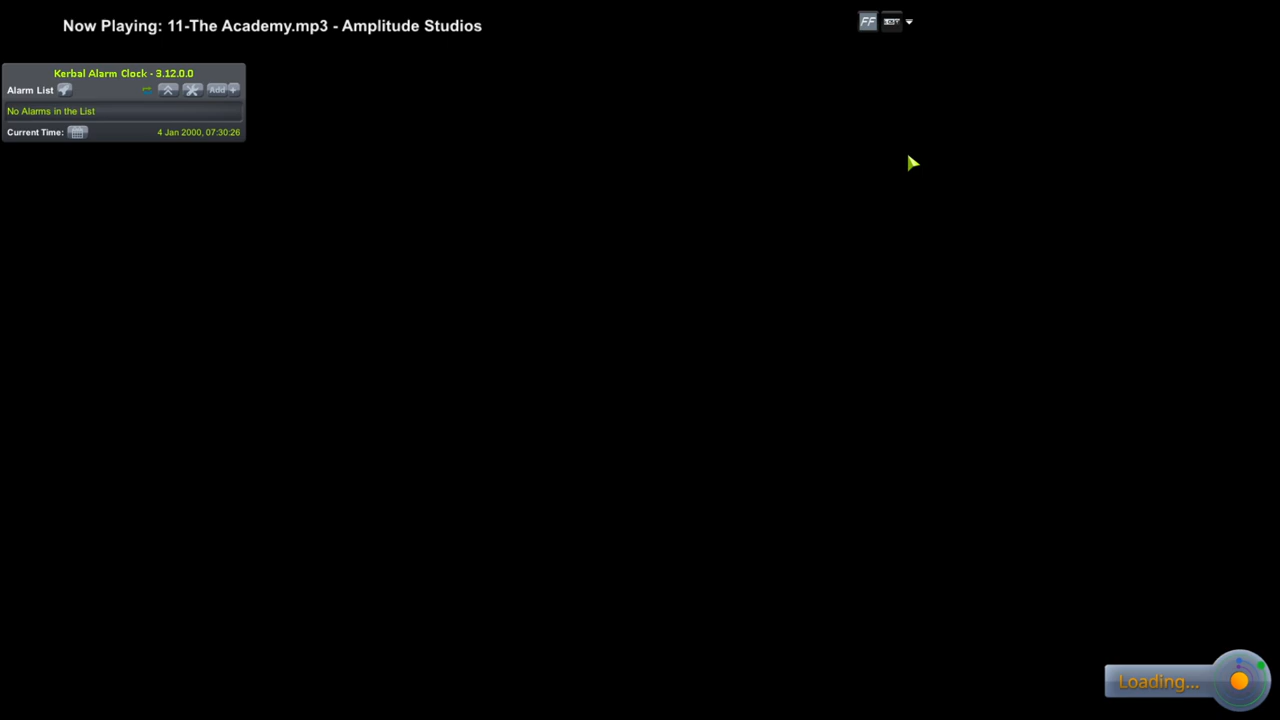 Now Playing: 11-The Academy.mp3 - Amplitude Studios
FF
Kerbal Alarm Clock - 3.12.0.0
Alarm List Add +
No Alarms in the List
Current Time: 4 Jan 2000, 07:30:26
Loading...